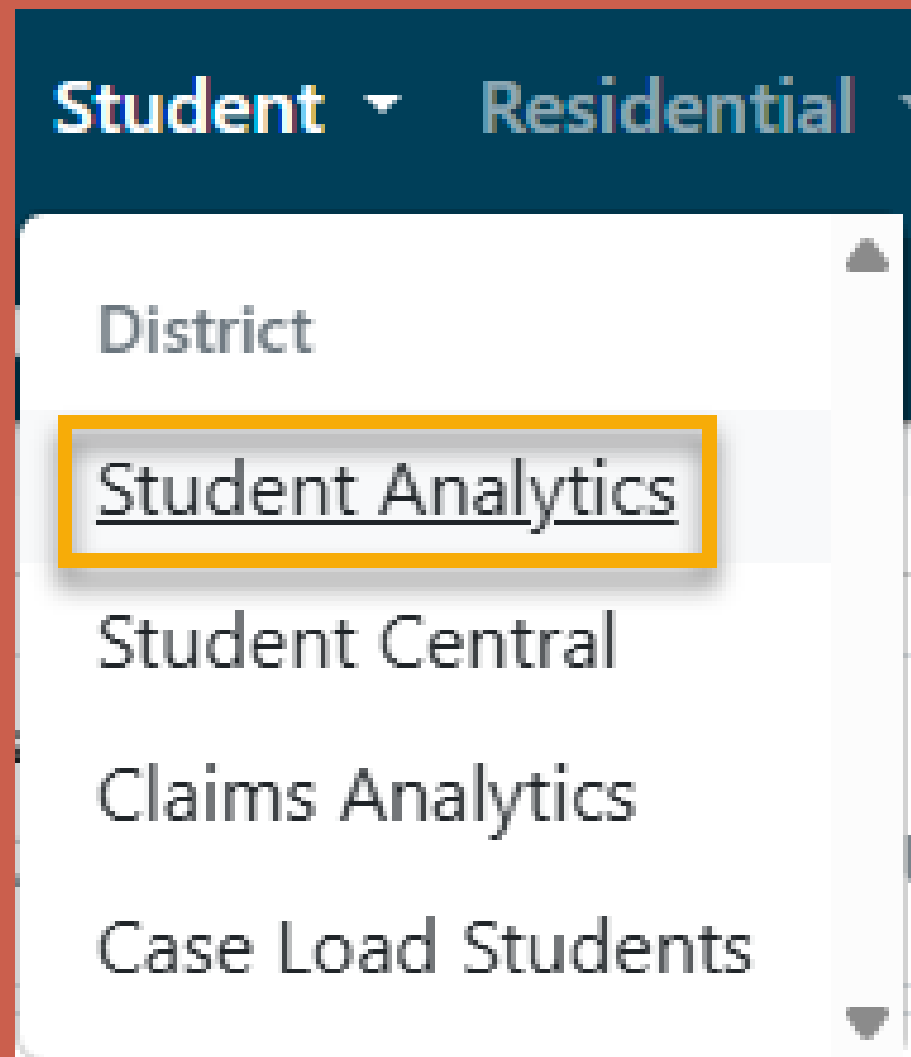 Student Residential
District
Student Analytics
Student Central
Claims Analytics
Case Load Students